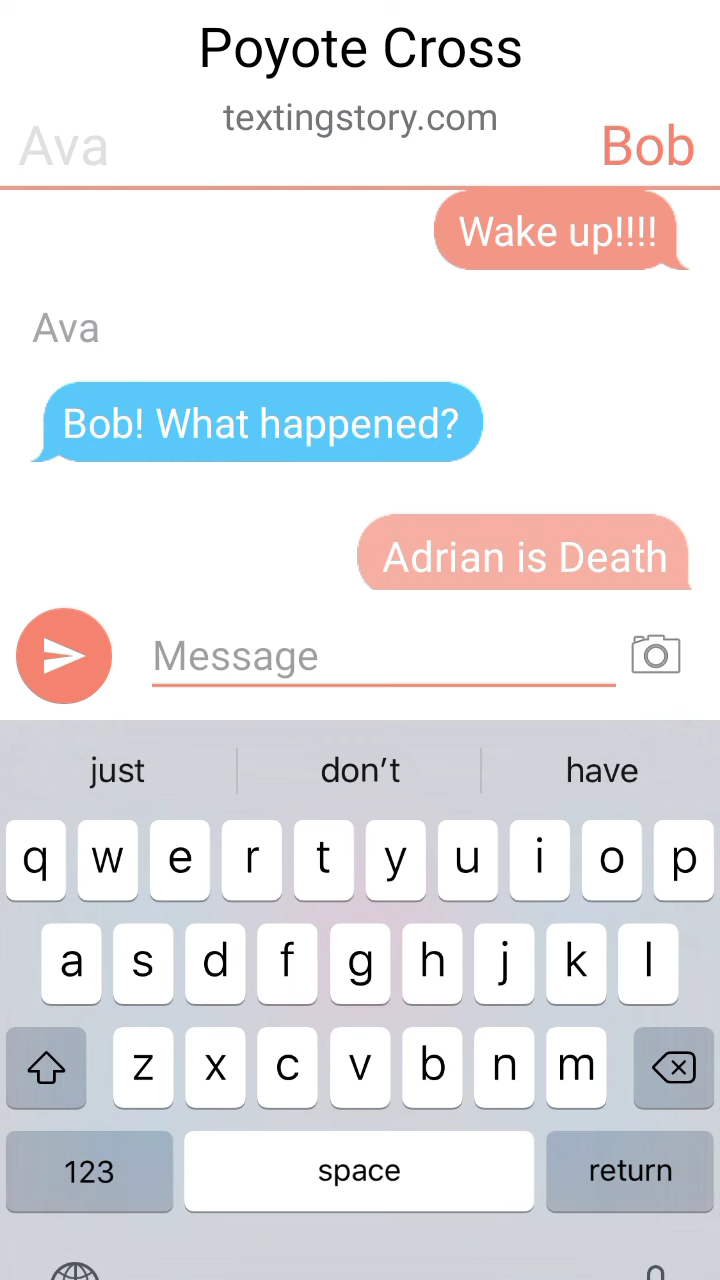 Poyote Cross
textingstory.com
Ava
Bob
Wake up!!!!
Ava
Bob! What happened?
Adrian is Death
Message
just don’t have
q w e r t y u i o p
a s d f g h j k l
z x c v b n m
123 space return